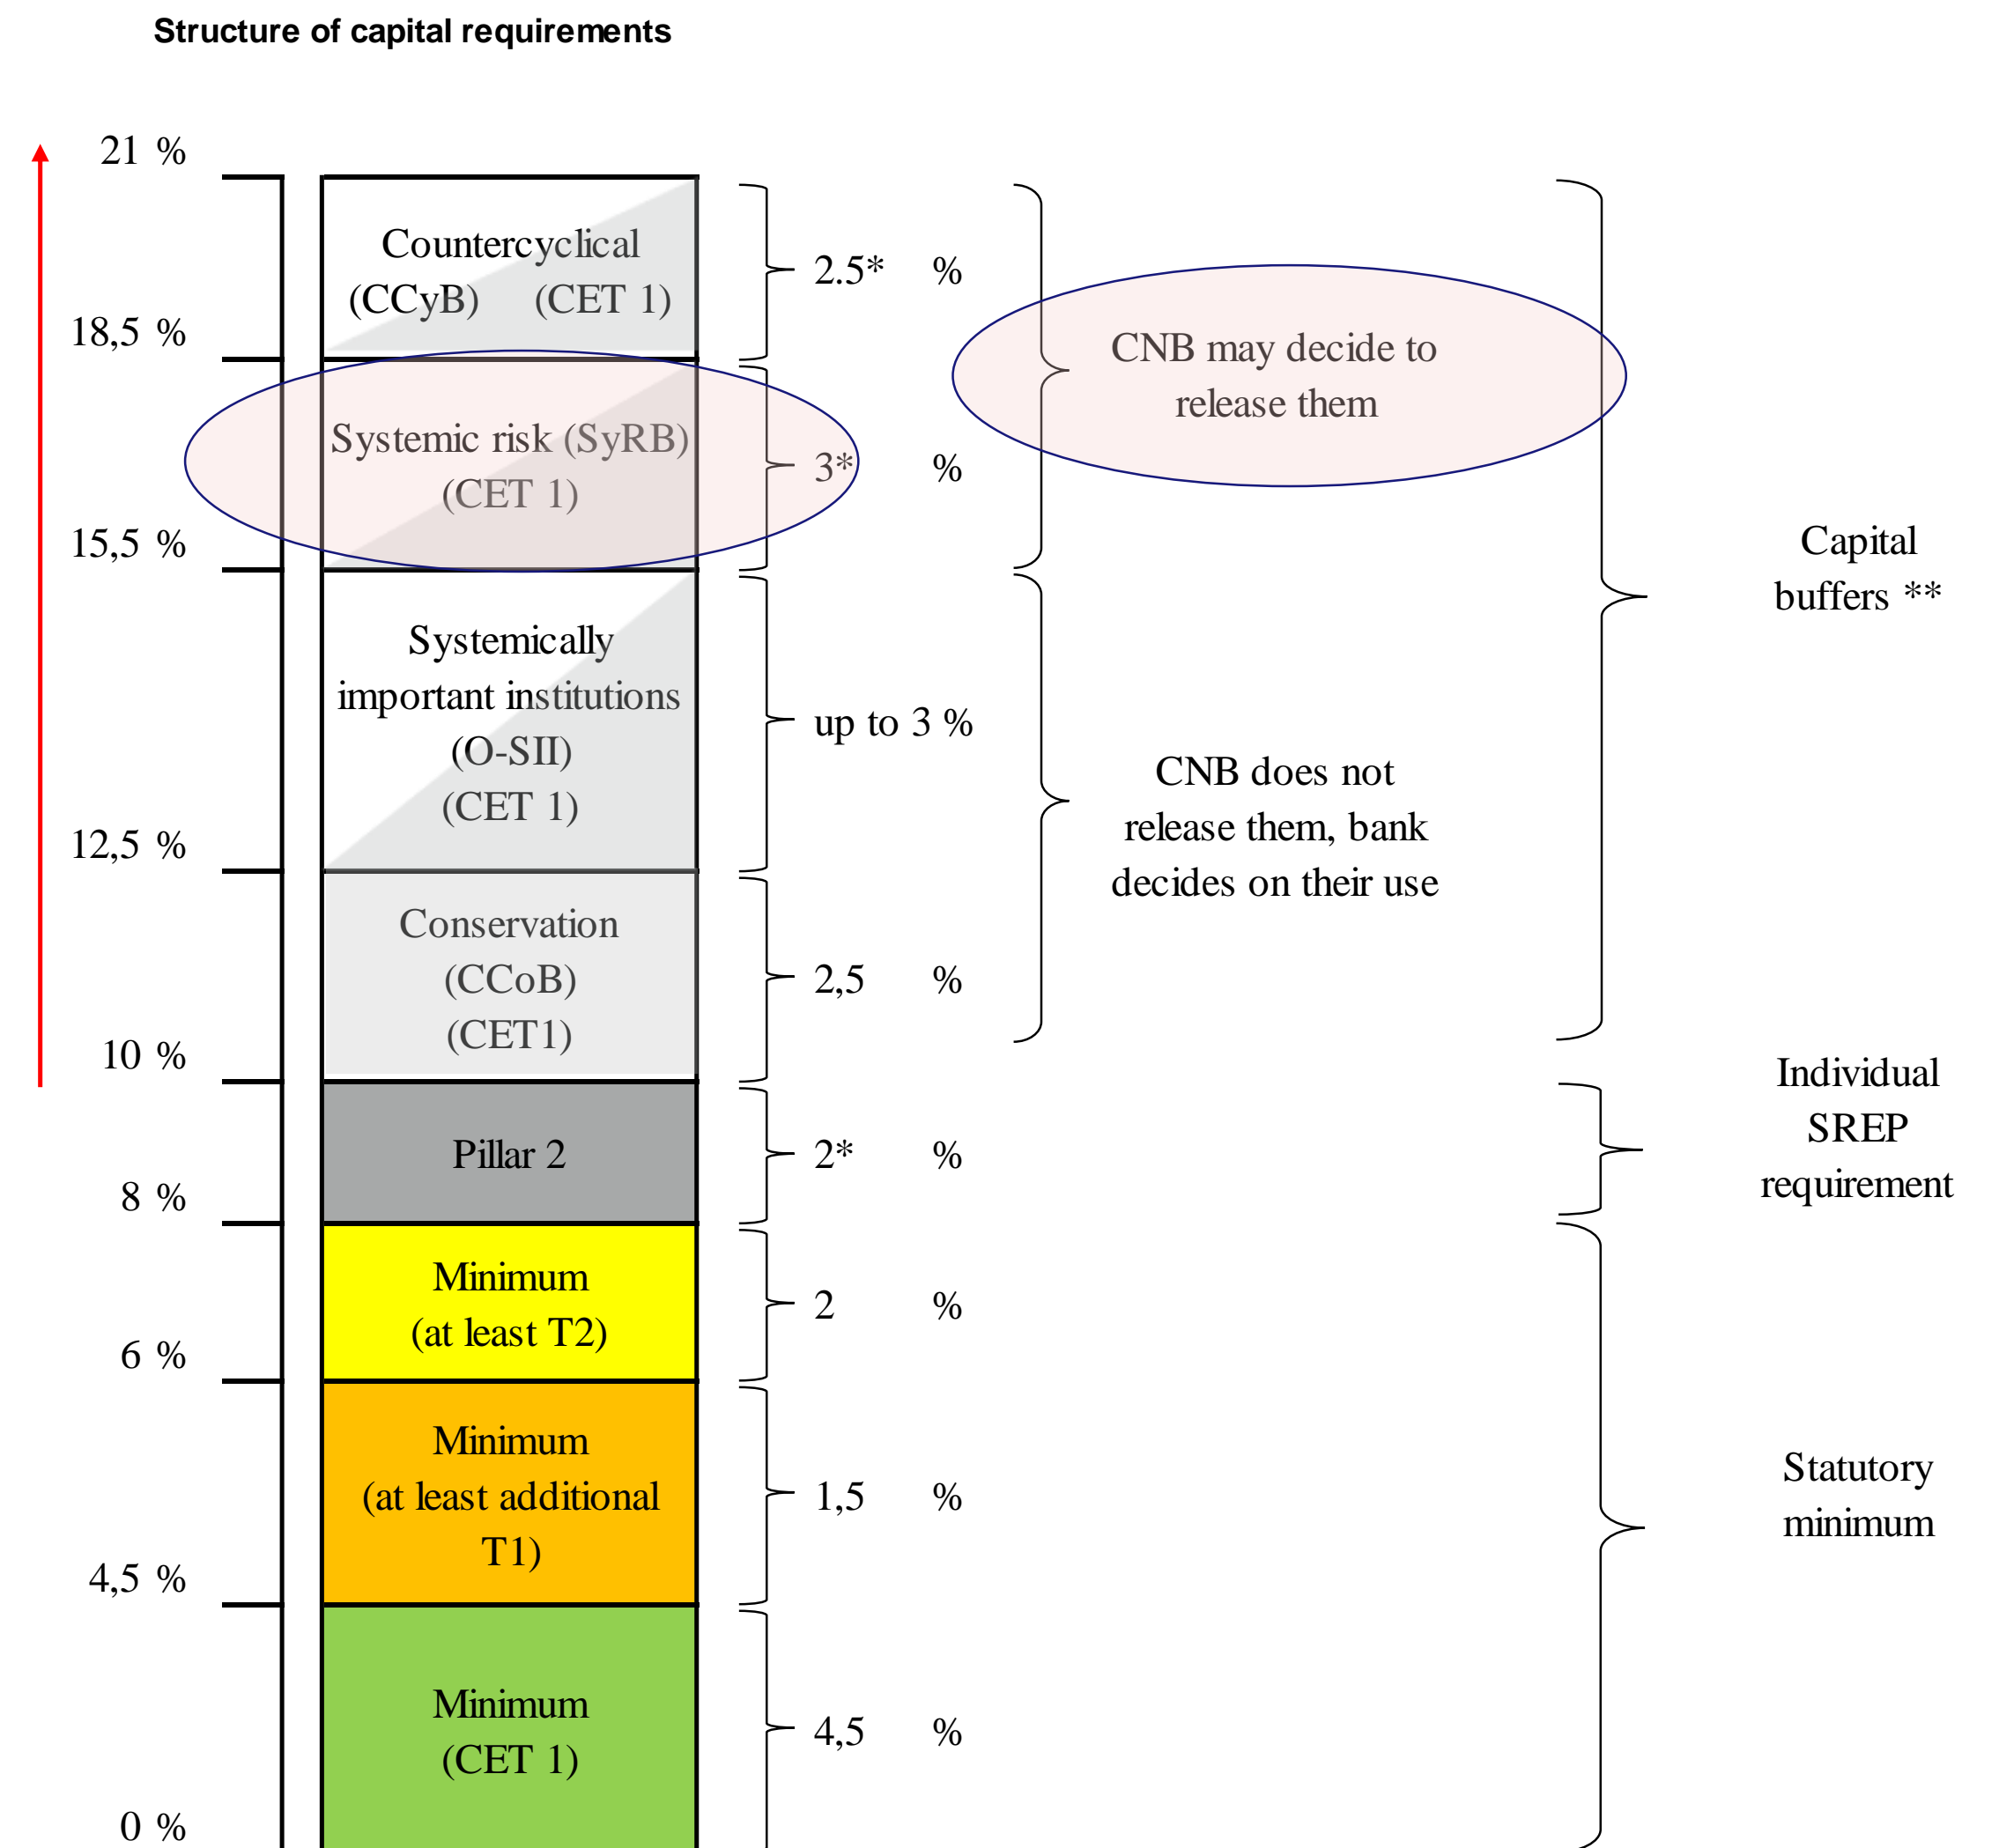 Structure of capital requirements
21 %
18,5 %
15,5 %
12,5 %
10 %
8 %
6 %
4,5 %
0 %
Countercyclical
(CCyB) (CET 1)
Systemic risk (SyRB)
(CET 1)
Systemically
important institutions
(O-SII)
(CET 1)
Conservation
(CCoB)
(CET1)
Pillar 2
Minimum
(at least T2)
Minimum
(at least additional
T1)
Minimum
(CET 1)
2.5* %
3* %
up to 3 %
2,5 %
2* %
2 %
1,5 %
4,5 %
CNB may decide to
release them
CNB does not
release them, bank
decides on their use
Capital
buffers **
Individual
SREP
requirement
Statutory
minimum